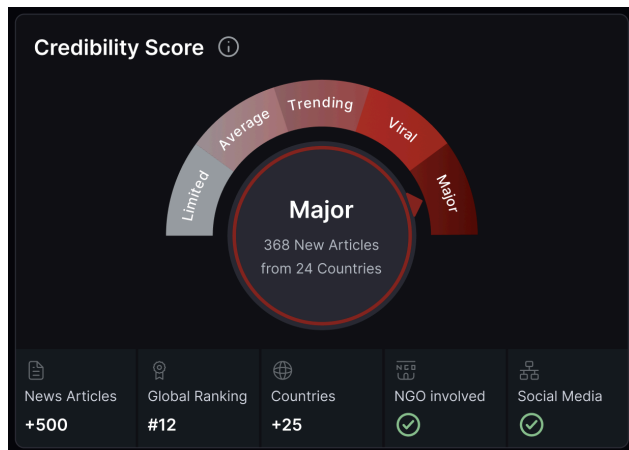 Credibility Score
Limited
Average
Trending
Viral
Major
Major
368 New Articles
from 24 Countries
NGO
News Articles
Global Ranking
Countries
NGO involved
Social Media
+500
#12
+25